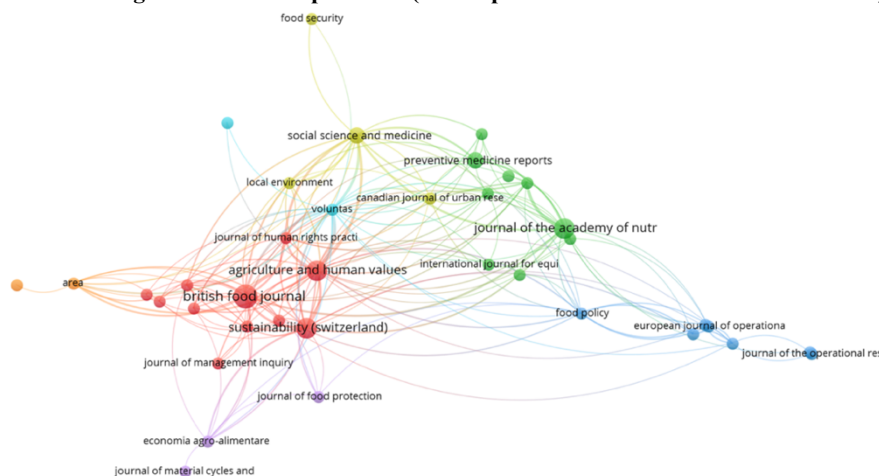 food security
social science and medicine
preventive medicine reports
local environment
canadian journal of urban rese
voluntas
journal of the academy of nutr
journal of human rights practi
international journal for equi
agriculture and human values
area
british food journal
food policy
sustainability (switzerland)
european journal of operationa
journal of the operational res
journal of management inquiry
journal of food protection
economia agro-alimentare
journal of material cycles and